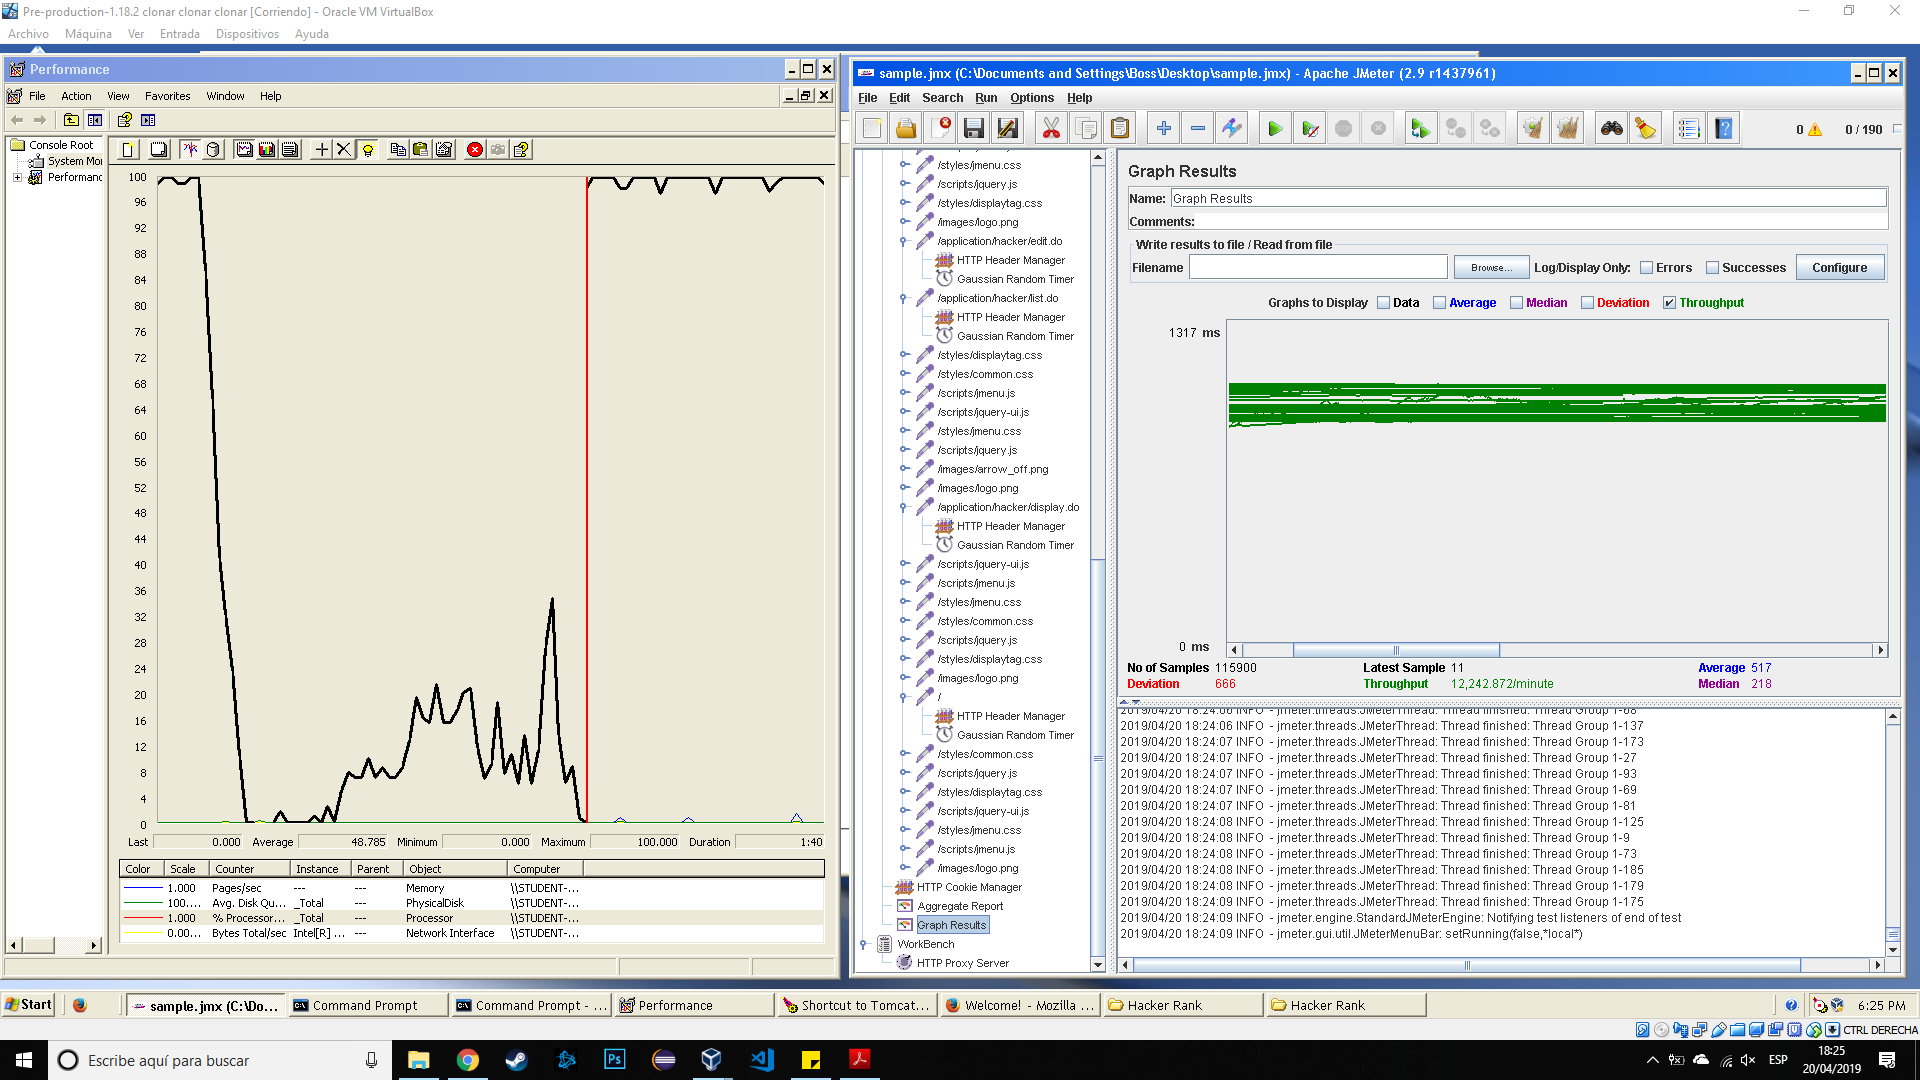 Pre-production-1.18.2 clonar clonar clonar [Corriendo] - Oracle VM VirtualBox
Archivo Máquina Ver Entrada Dispositivos Ayuda
Performance
File Action View Favorites Window Help
Console Root
System Mo
Performanc
100
96
92
88
84
80
76
72
68
64
60
56
52
48
44
40
36
32
28
24
20
16
12
8
4
0
Last 0.000 Average 48.785 Minimum 0.000 Maximum 100.000 Duration 1:40
Color Scale Counter Instance Parent Object Computer
1.000 Pages/sec --- --- Memory \\STUDENT-...
100.... Avg. Disk Qu... _Total --- PhysicalDisk \\STUDENT-...
1.000 % Processor... _Total --- Processor \\STUDENT-...
0.00... Bytes Total/sec Intel[R] ... --- Network Interface \\STUDENT-...
sample.jmx (C:\Documents and Settings\Boss\Desktop\sample.jmx) - Apache JMeter (2.9 r1437961)
File Edit Search Run Options Help
0 0 / 190
/styles/jmenu.css
/scripts/jquery.js
/styles/displaytag.css
/images/logo.png
/application/hacker/edit.do
HTTP Header Manager
Gaussian Random Timer
/application/hacker/list.do
HTTP Header Manager
Gaussian Random Timer
/styles/displaytag.css
/styles/common.css
/scripts/jmenu.js
/scripts/jquery-ui.js
/styles/jmenu.css
/scripts/jquery.js
/images/arrow_off.png
/images/logo.png
/application/hacker/display.do
HTTP Header Manager
Gaussian Random Timer
/scripts/jquery-ui.js
/scripts/jmenu.js
/styles/jmenu.css
/styles/common.css
/scripts/jquery.js
/styles/displaytag.css
/images/logo.png
/
HTTP Header Manager
Gaussian Random Timer
/styles/common.css
/scripts/jquery.js
/styles/displaytag.css
/scripts/jquery-ui.js
/styles/jmenu.css
/scripts/jmenu.js
/images/logo.png
HTTP Cookie Manager
Aggregate Report
Graph Results
WorkBench
HTTP Proxy Server
Graph Results
Name: Graph Results
Comments:
Write results to file / Read from file
Filename Browse... Log/Display Only: Errors Successes Configure
Graphs to Display Data Average Median Deviation Throughput
1317 ms
0 ms
No of Samples 115900 Latest Sample 11 Average 517
Deviation 666 Throughput 12,242.872/minute Median 218
2019/04/20 18:24:06 INFO - jmeter.threads.JMeterThread: Thread finished: Thread Group 1-68
2019/04/20 18:24:06 INFO - jmeter.threads.JMeterThread: Thread finished: Thread Group 1-137
2019/04/20 18:24:07 INFO - jmeter.threads.JMeterThread: Thread finished: Thread Group 1-173
2019/04/20 18:24:07 INFO - jmeter.threads.JMeterThread: Thread finished: Thread Group 1-27
2019/04/20 18:24:07 INFO - jmeter.threads.JMeterThread: Thread finished: Thread Group 1-93
2019/04/20 18:24:07 INFO - jmeter.threads.JMeterThread: Thread finished: Thread Group 1-69
2019/04/20 18:24:07 INFO - jmeter.threads.JMeterThread: Thread finished: Thread Group 1-81
2019/04/20 18:24:08 INFO - jmeter.threads.JMeterThread: Thread finished: Thread Group 1-125
2019/04/20 18:24:08 INFO - jmeter.threads.JMeterThread: Thread finished: Thread Group 1-9
2019/04/20 18:24:08 INFO - jmeter.threads.JMeterThread: Thread finished: Thread Group 1-73
2019/04/20 18:24:08 INFO - jmeter.threads.JMeterThread: Thread finished: Thread Group 1-185
2019/04/20 18:24:08 INFO - jmeter.threads.JMeterThread: Thread finished: Thread Group 1-179
2019/04/20 18:24:09 INFO - jmeter.threads.JMeterThread: Thread finished: Thread Group 1-175
2019/04/20 18:24:09 INFO - jmeter.engine.StandardJMeterEngine: Notifying test listeners of end of test
2019/04/20 18:24:09 INFO - jmeter.gui.util.JMeterMenuBar: setRunning(false,*local*)
Start sample.jmx (C:\Do... Command Prompt Command Prompt - ... Performance Shortcut to Tomcat... Welcome! - Mozilla ... Hacker Rank Hacker Rank 6:25 PM
CTRL DERECHA
Escribe aquí para buscar
ESP
18:25
20/04/2019